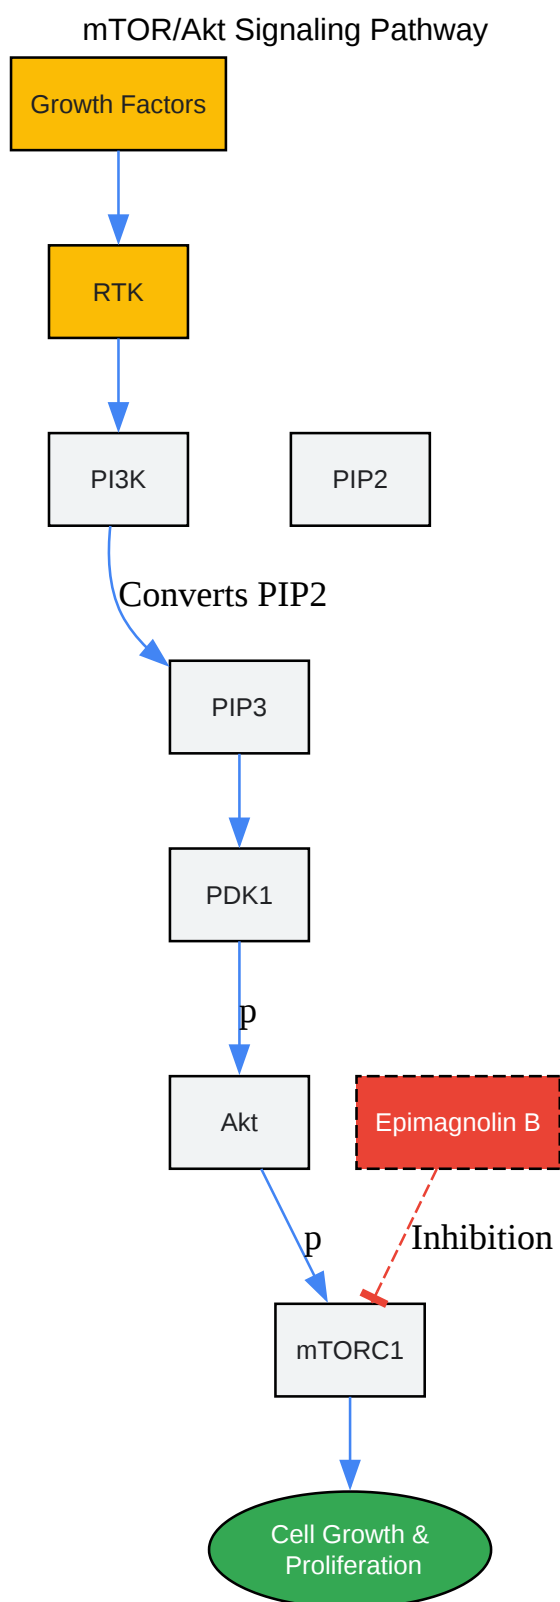 mTOR/Akt Signaling Pathway
Growth Factors
RTK
PI3K
PIP2
Converts PIP2
PIP3
PDK1
p
Akt
Epimagnolin B
p
Inhibition
mTORC1
Cell Growth &
Proliferation